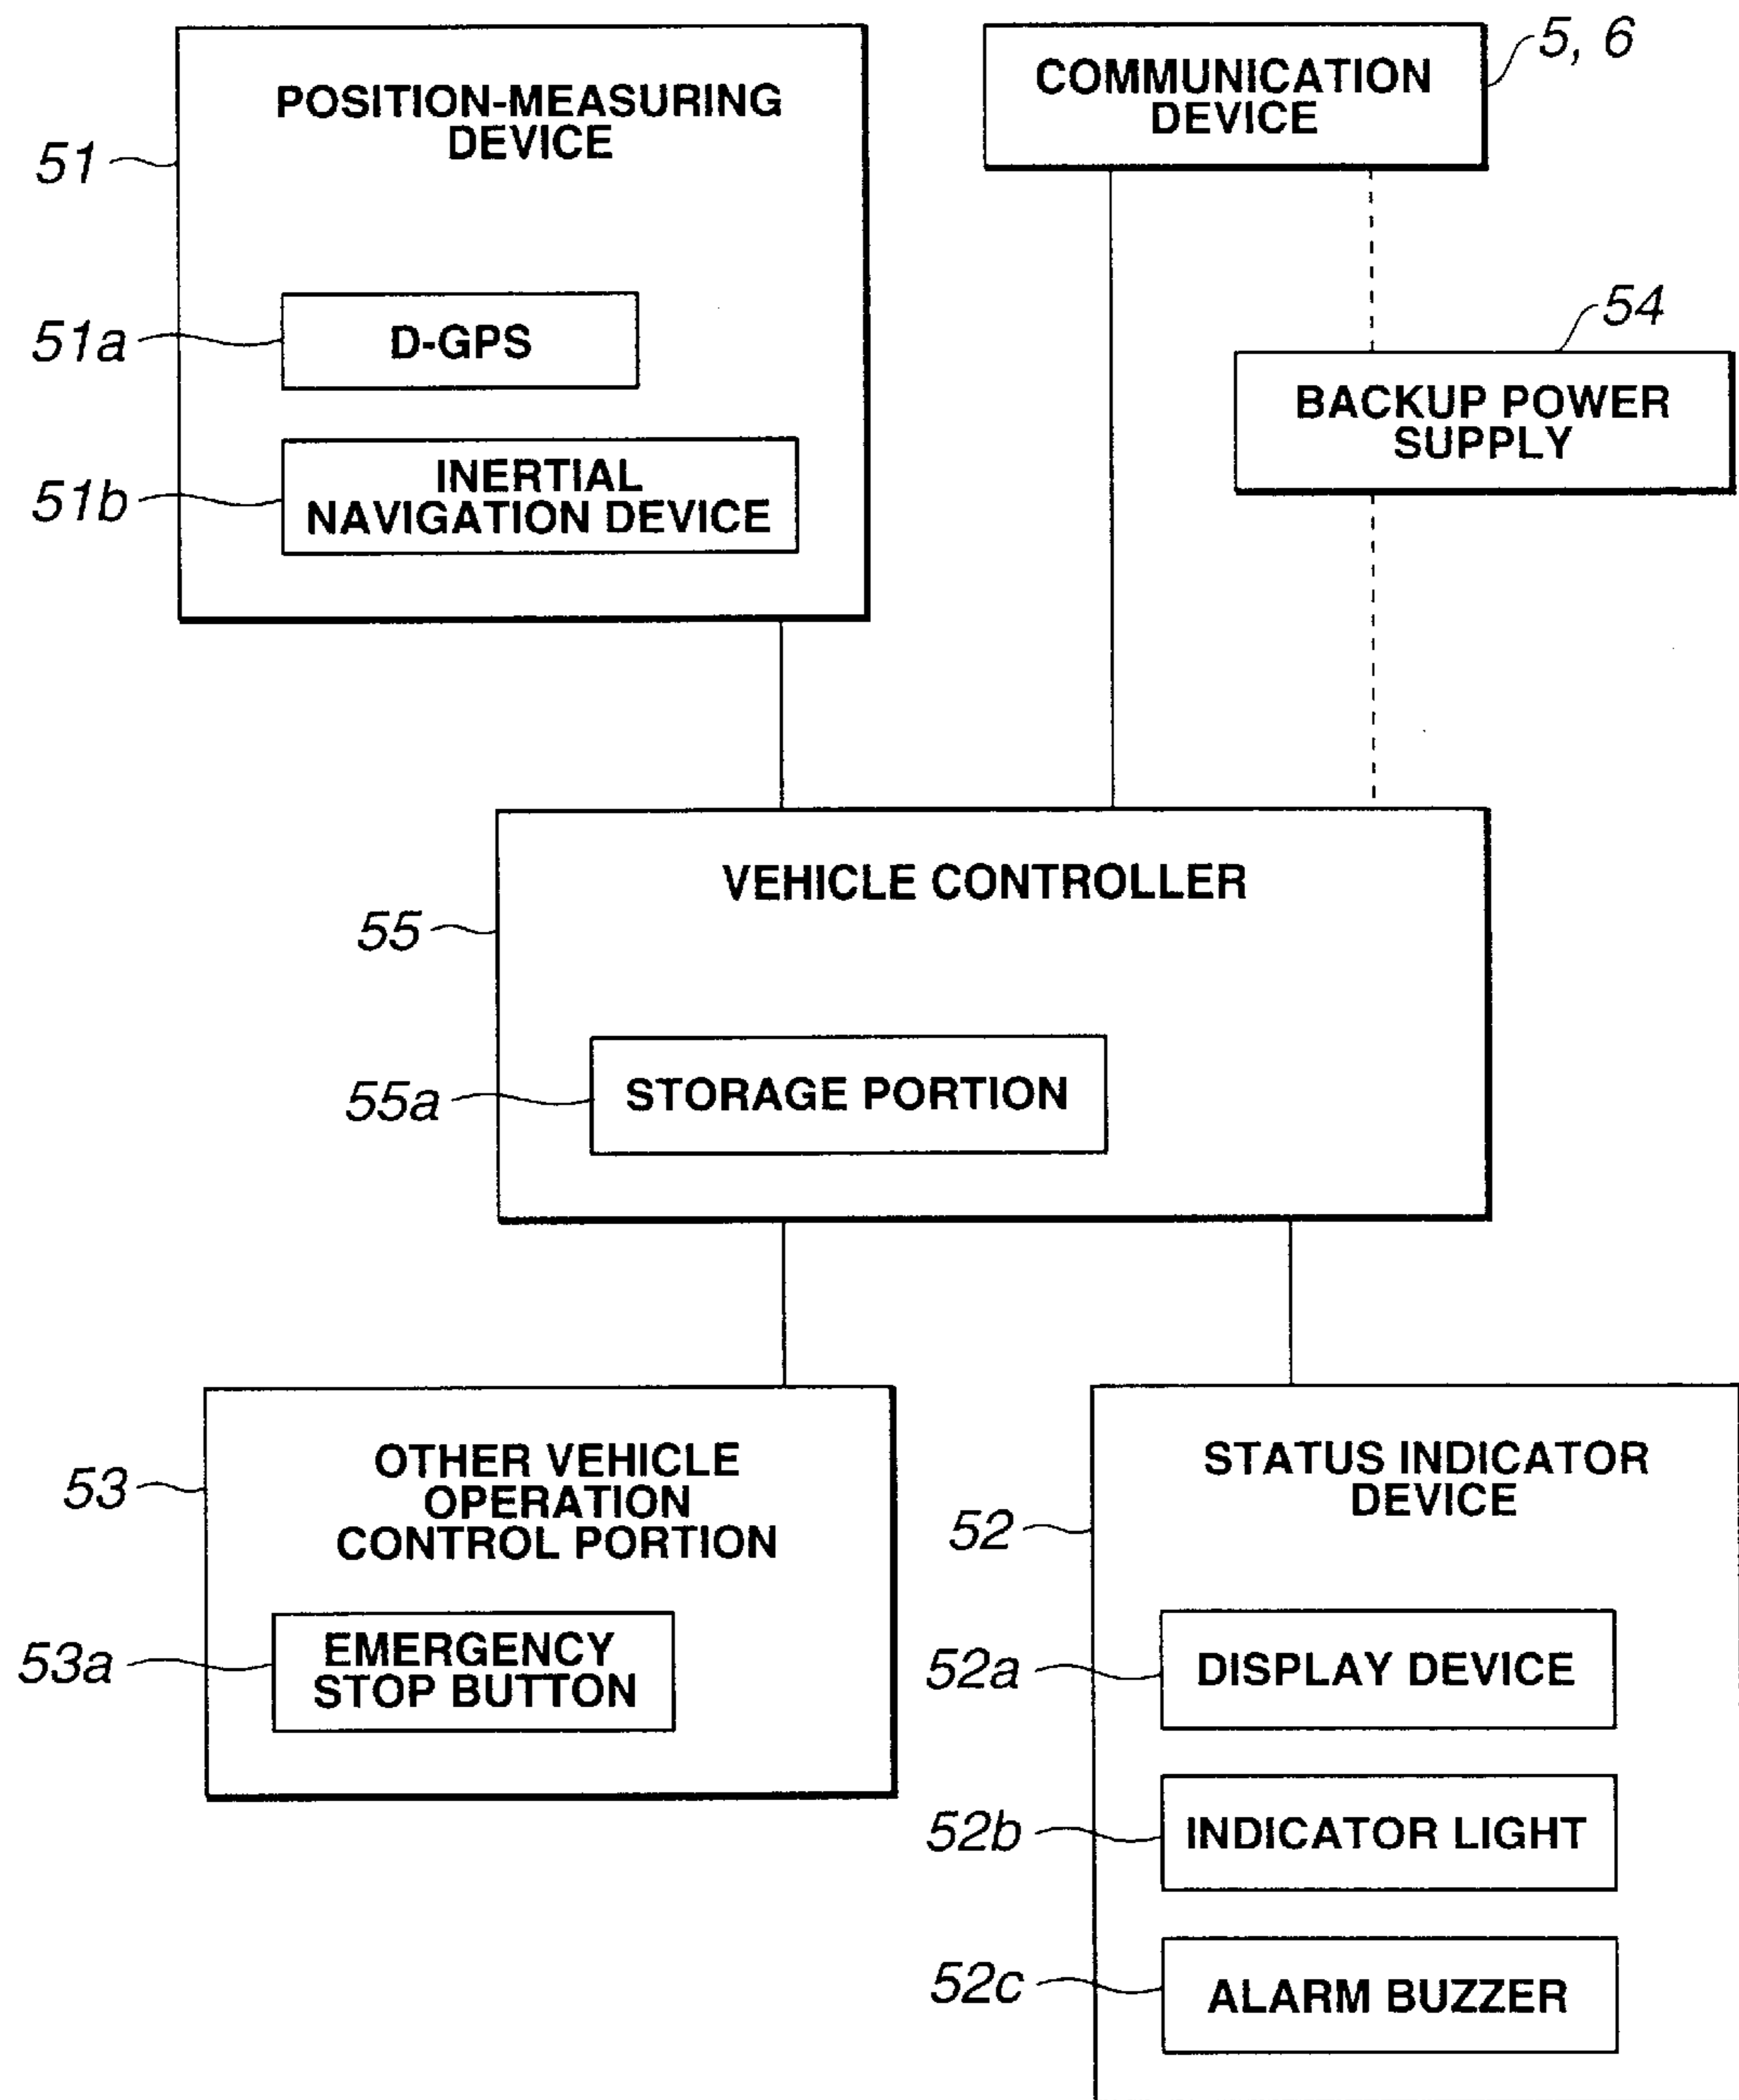 POSITION-MEASURING
DEVICE
51
51a
D-GPS
51b
INERTIAL
NAVIGATION DEVICE
COMMUNICATION
DEVICE
5, 6
54
BACKUP POWER
SUPPLY
VEHICLE CONTROLLER
55
55a
STORAGE PORTION
OTHER VEHICLE
OPERATION
CONTROL PORTION
53
53a
EMERGENCY
STOP BUTTON
STATUS INDICATOR
DEVICE
52
52a
DISPLAY DEVICE
52b
INDICATOR LIGHT
52c
ALARM BUZZER